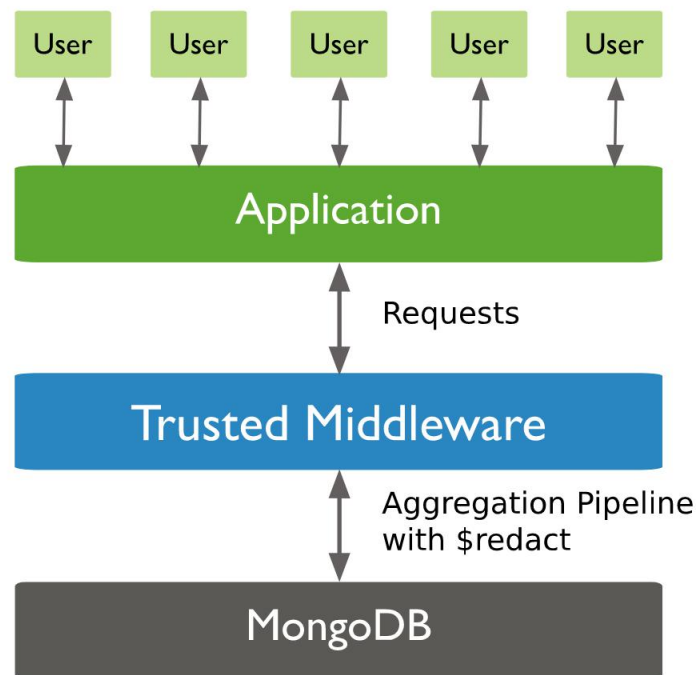 User User User User User
Application
Requests
Trusted Middleware
Aggregation Pipeline
with $redact
MongoDB